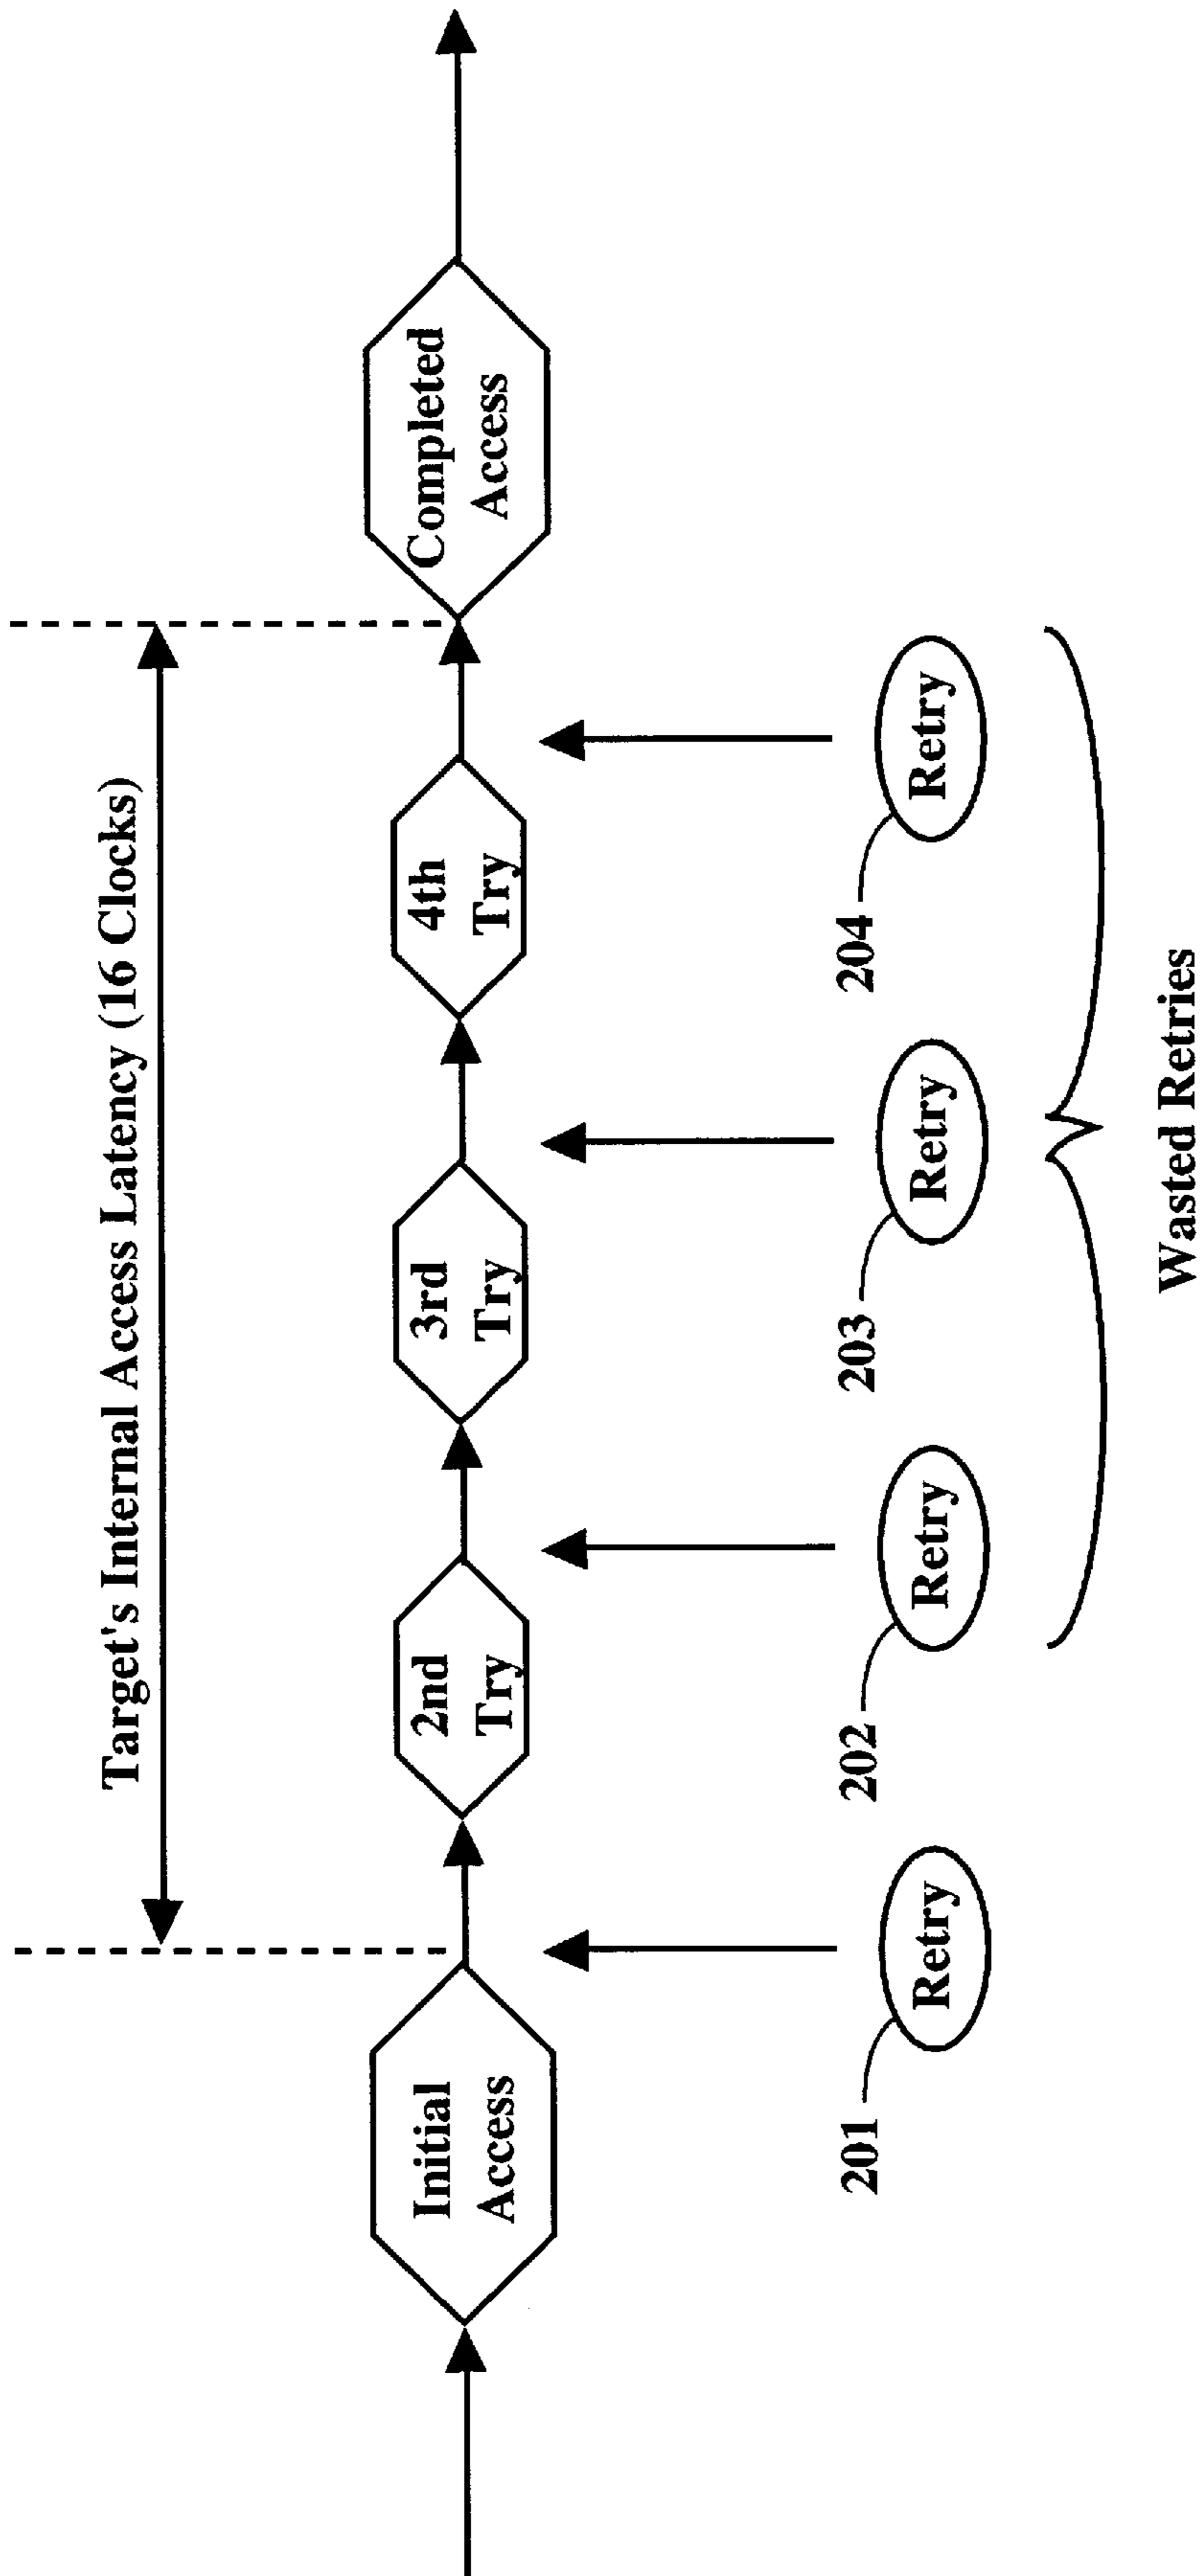 Target's Internal Access Latency (16 Clocks)
Initial
Access
2nd
Try
3rd
Try
4th
Try
Completed
Access
Retry
Retry
Retry
Retry
201
202
203
204
Wasted Retries